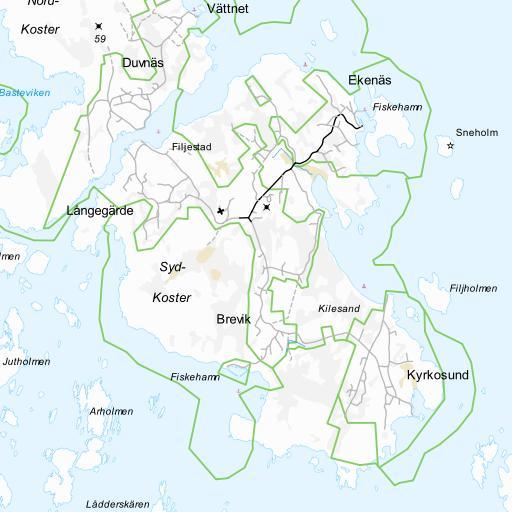 Nord-
Koster
59
Vättnet
Duvnäs
Basteviken
Ekenäs
Fiskehamn
Sneholm
Filjestad
Långegärde
Syd-
Koster
Filjholmen
Kilesand
Brevik
Jutholmen
Fiskehamn
Kyrkosund
Arholmen
Lådderskären